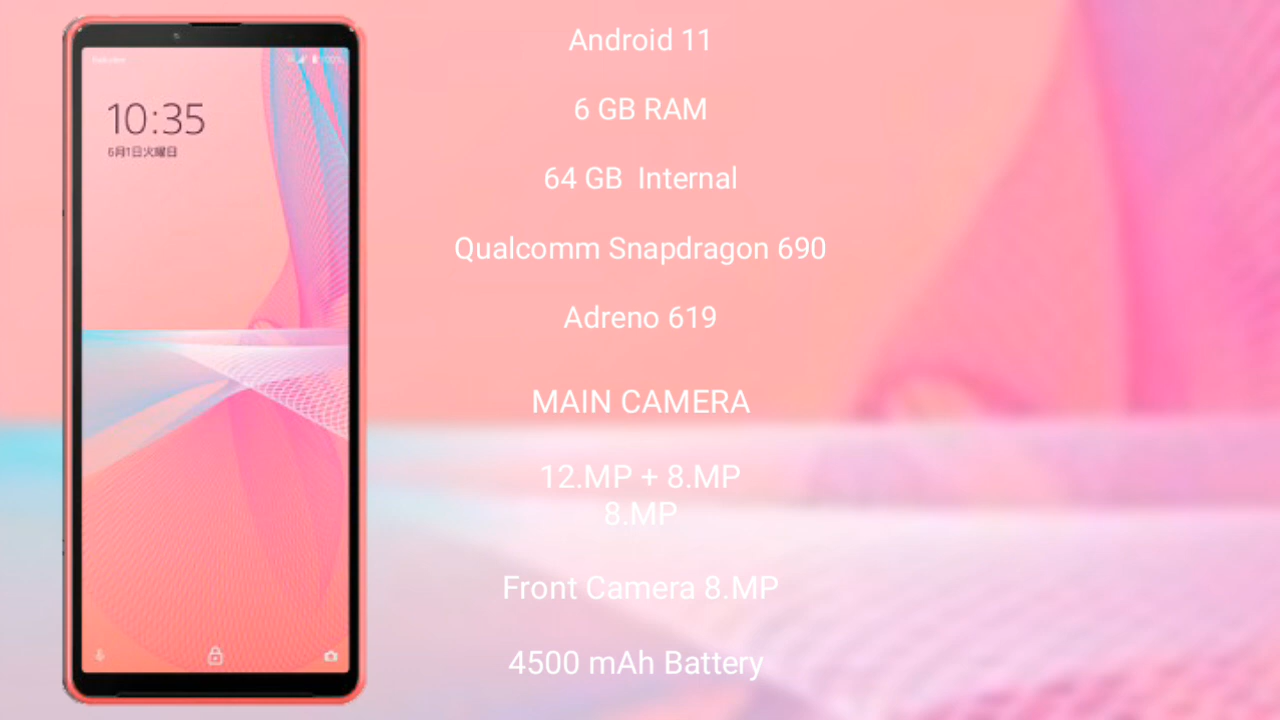 10:35
6月1日火曜日
Android 11
6 GB RAM
64 GB Internal
Qualcomm Snapdragon 690
Adreno 619
MAIN CAMERA
12.MP + 8.MP
8.MP
Front Camera 8.MP
4500 mAh Battery